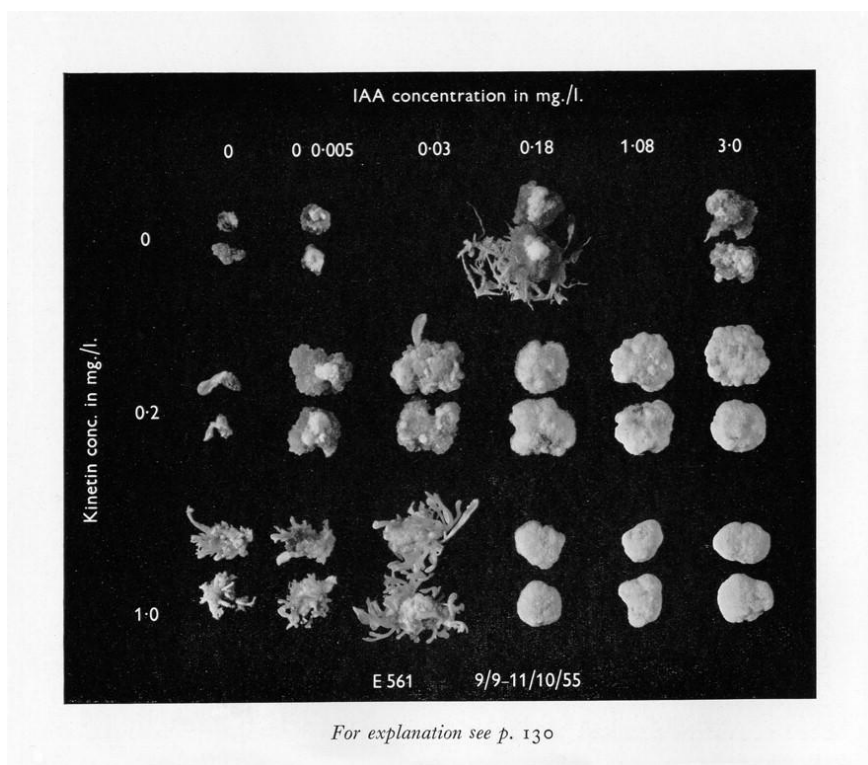 IAA concentration in mg./l.
0 0 0·005 0·03 0·18 1·08 3·0
0
Kinetin conc. in mg./l.
0·2
1·0
E 561 9/9–11/10/55
For explanation see p. 130